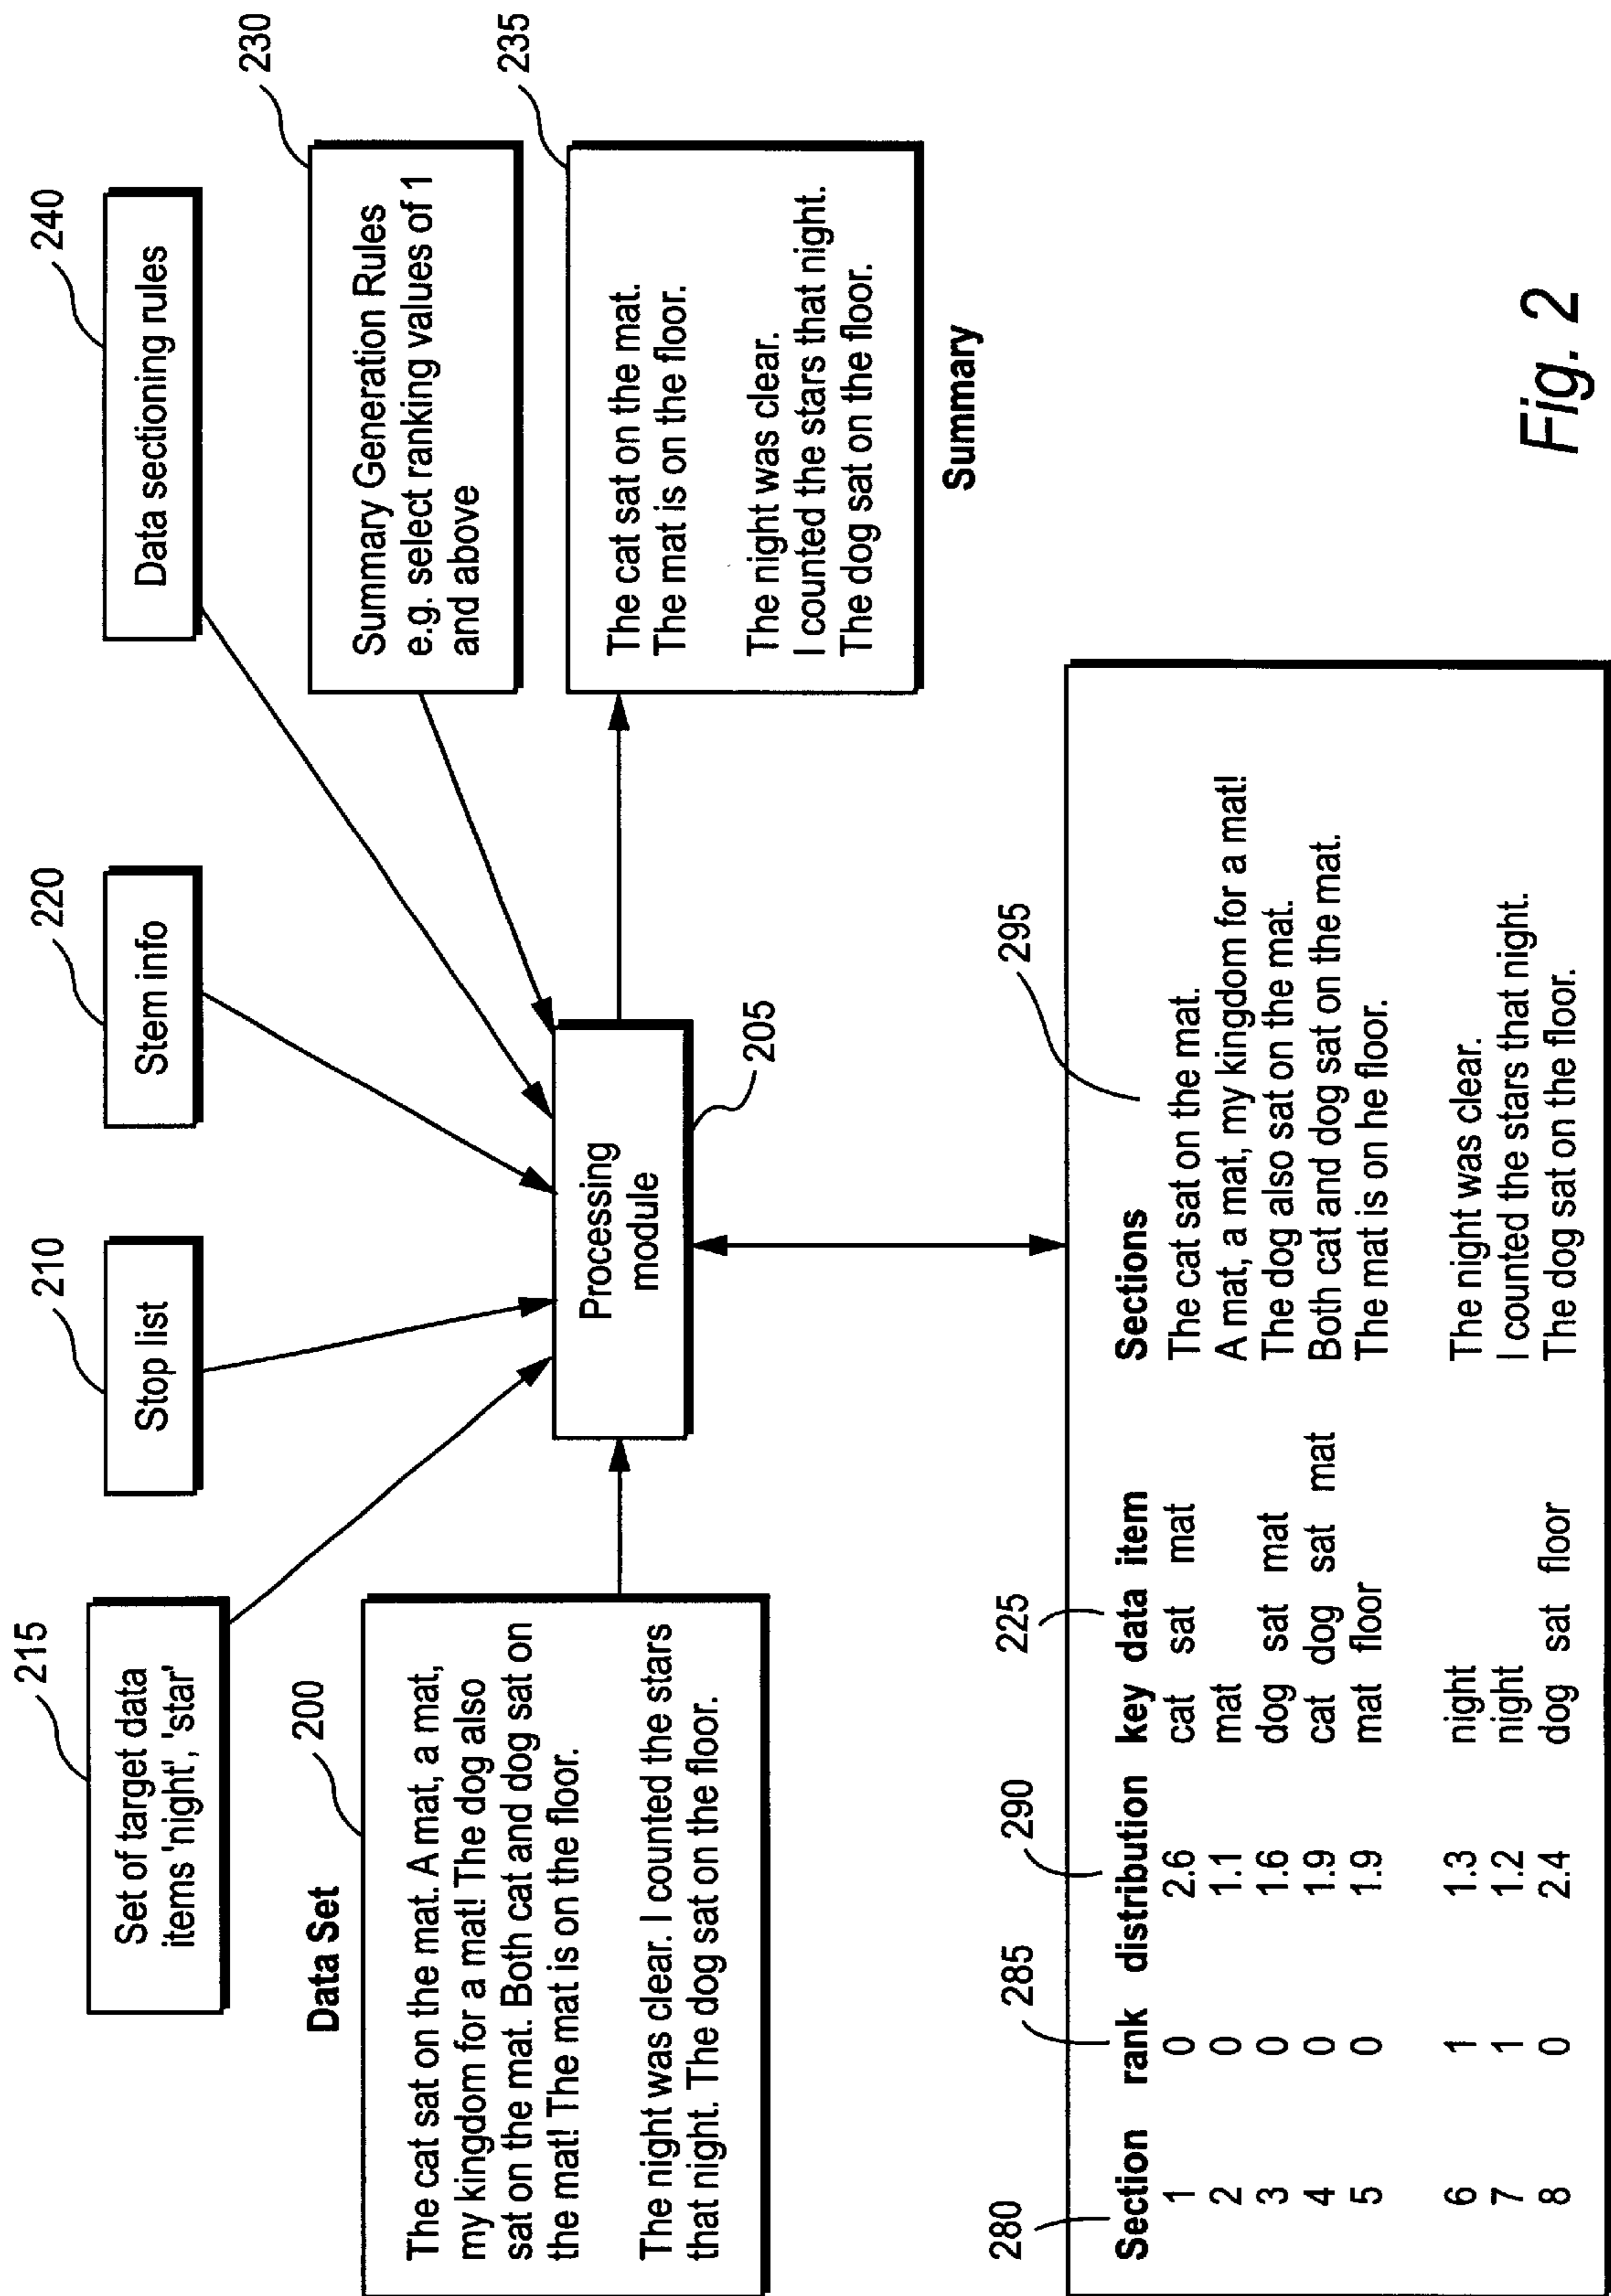 215
Set of target data
items 'night', 'star'
210
Stop list
220
Stem info
240
Data sectioning rules
230
Summary Generation Rules
e.g. select ranking values of 1
and above
Data Set
200
The cat sat on the mat. A mat, a mat,
my kingdom for a mat! The dog also
sat on the mat. Both cat and dog sat on
the mat! The mat is on the floor.
The night was clear. I counted the stars
that night. The dog sat on the floor.
Processing
module
205
235
The cat sat on the mat.
The mat is on the floor.
The night was clear.
I counted the stars that night.
The dog sat on the floor.
Summary
280 285 290 225 295
Section rank distribution key data item Sections
1 0 2.6 cat sat mat The cat sat on the mat.
2 0 1.1 mat A mat, a mat, my kingdom for a mat!
3 0 1.6 dog sat mat The dog also sat on the mat.
4 0 1.9 cat dog sat mat Both cat and dog sat on the mat.
5 0 1.9 mat floor The mat is on he floor.
6 1 1.3 night The night was clear.
7 1 1.2 night I counted the stars that night.
8 0 2.4 dog sat floor The dog sat on the floor.
Fig. 2